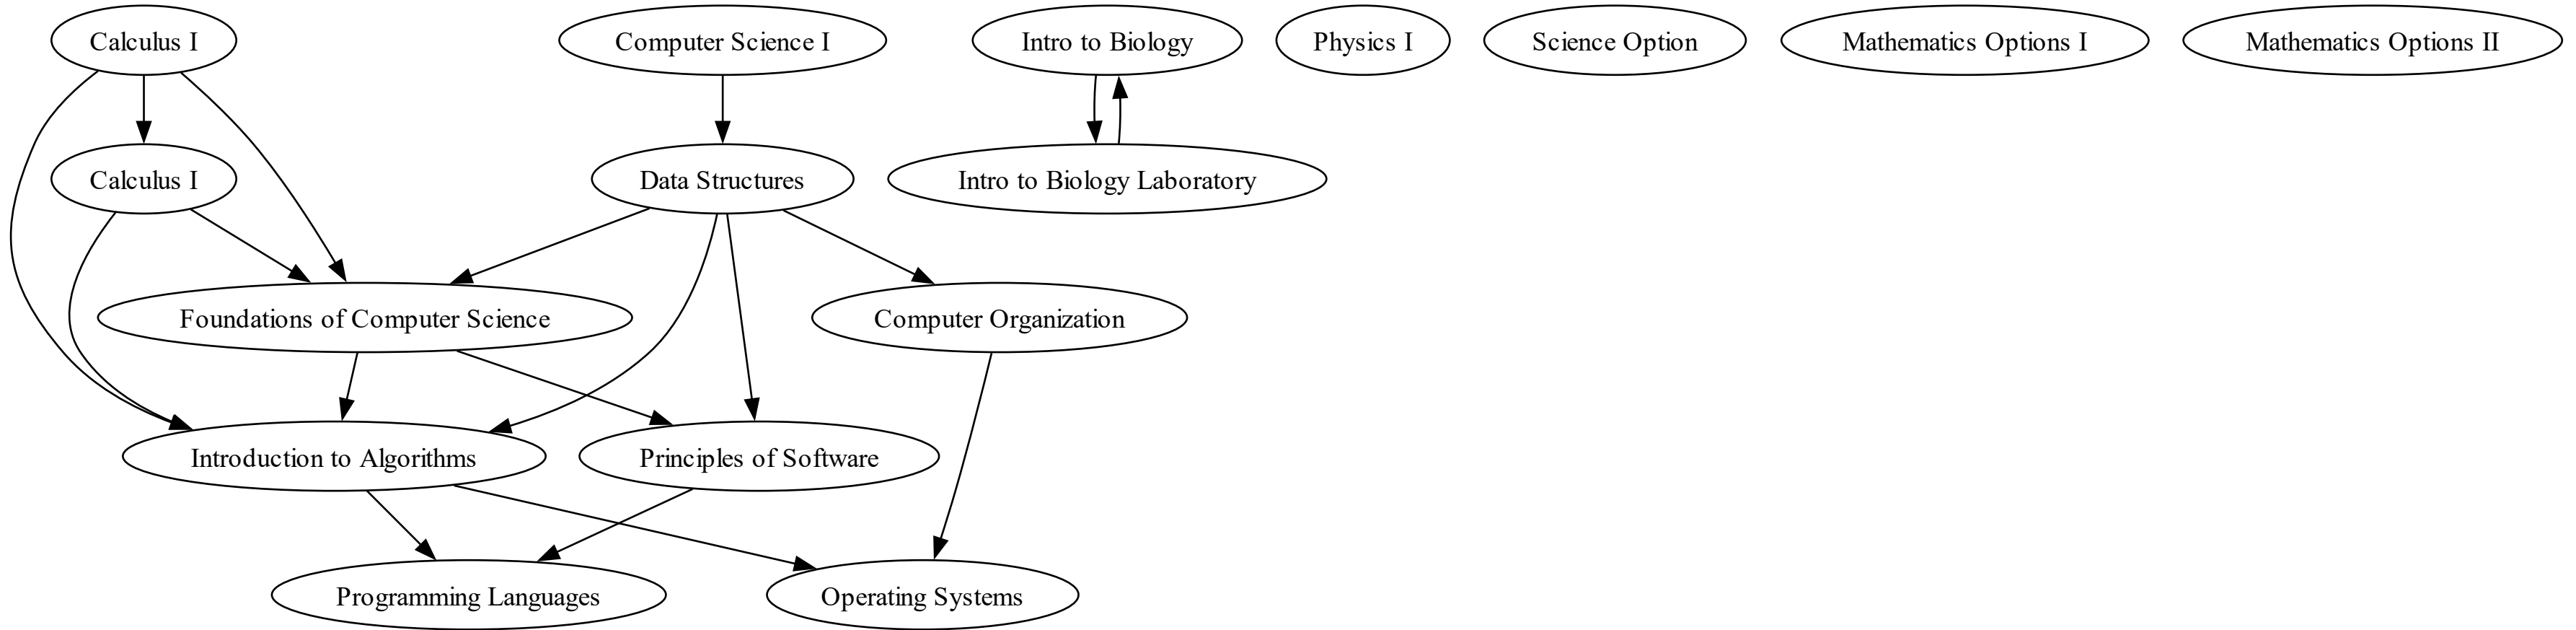 Calculus I
Computer Science I
Intro to Biology
Physics I
Science Option
Mathematics Options I
Mathematics Options II
Calculus I
Data Structures
Intro to Biology Laboratory
Foundations of Computer Science
Computer Organization
Introduction to Algorithms
Principles of Software
Programming Languages
Operating Systems